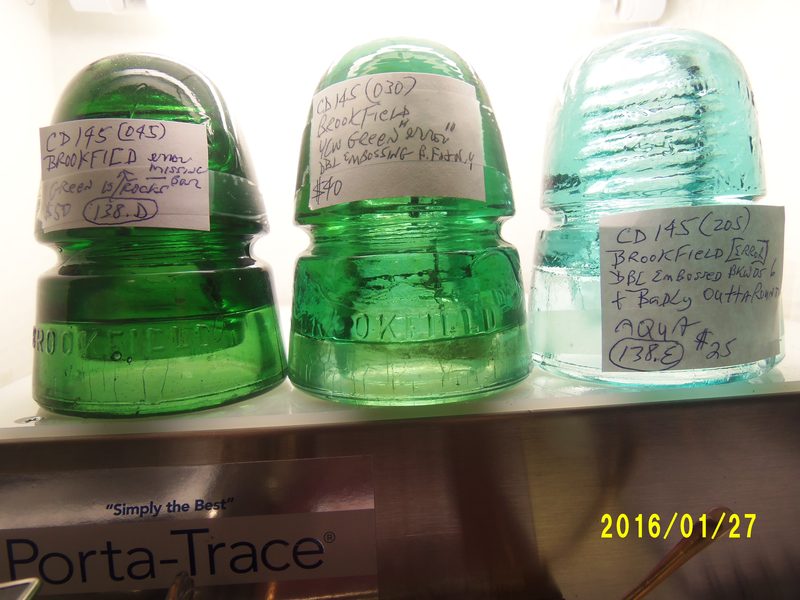 CD 145 (045)
BROOKFIELD error
MISSING
GREEN W/ROCKS Bar
$50 138.D
CD 145 (030)
BROOKFIELD
YEW GREEN "error"
DBL EMBOSSING
$40
CD 145 (205)
BROOKFIELD [ERROR]
DBL EMBOSSED BKWDS 6
+ BADLY OUTTA ROUND
AQUA
138.E $25
BROOKFIELD
BROOKFIELD
"Simply the Best"
Porta-Trace®
2016/01/27